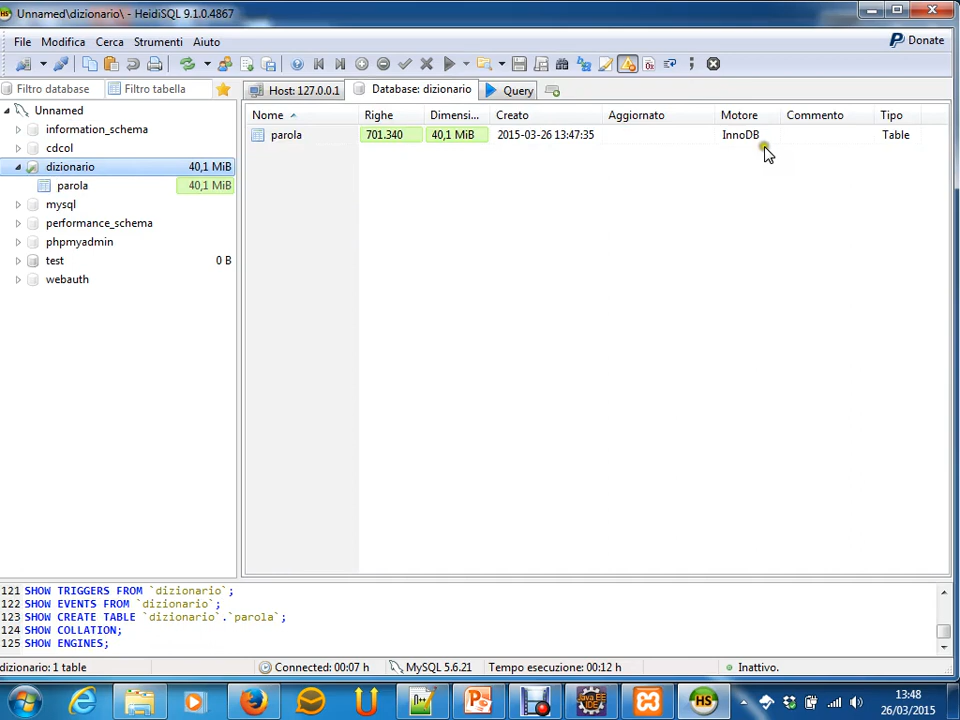 Unnamed\dizionario\ - HeidiSQL 9.1.0.4867
File Modifica Cerca Strumenti Aiuto Donate
Filtro database Filtro tabella Host: 127.0.0.1 Database: dizionario Query
Unnamed
information_schema
cdcol
dizionario 40,1 MiB
parola 40,1 MiB
mysql
performance_schema
phpmyadmin
test 0 B
webauth
Nome Righe Dimensi... Creato Aggiornato Motore Commento Tipo
parola 701.340 40,1 MiB 2015-03-26 13:47:35 InnoDB Table
121 SHOW TRIGGERS FROM `dizionario`;
122 SHOW EVENTS FROM `dizionario`;
123 SHOW CREATE TABLE `dizionario`.`parola`;
124 SHOW COLLATION;
125 SHOW ENGINES;
dizionario: 1 table Connected: 00:07 h MySQL 5.6.21 Tempo esecuzione: 00:12 h Inattivo.
13:48
26/03/2015